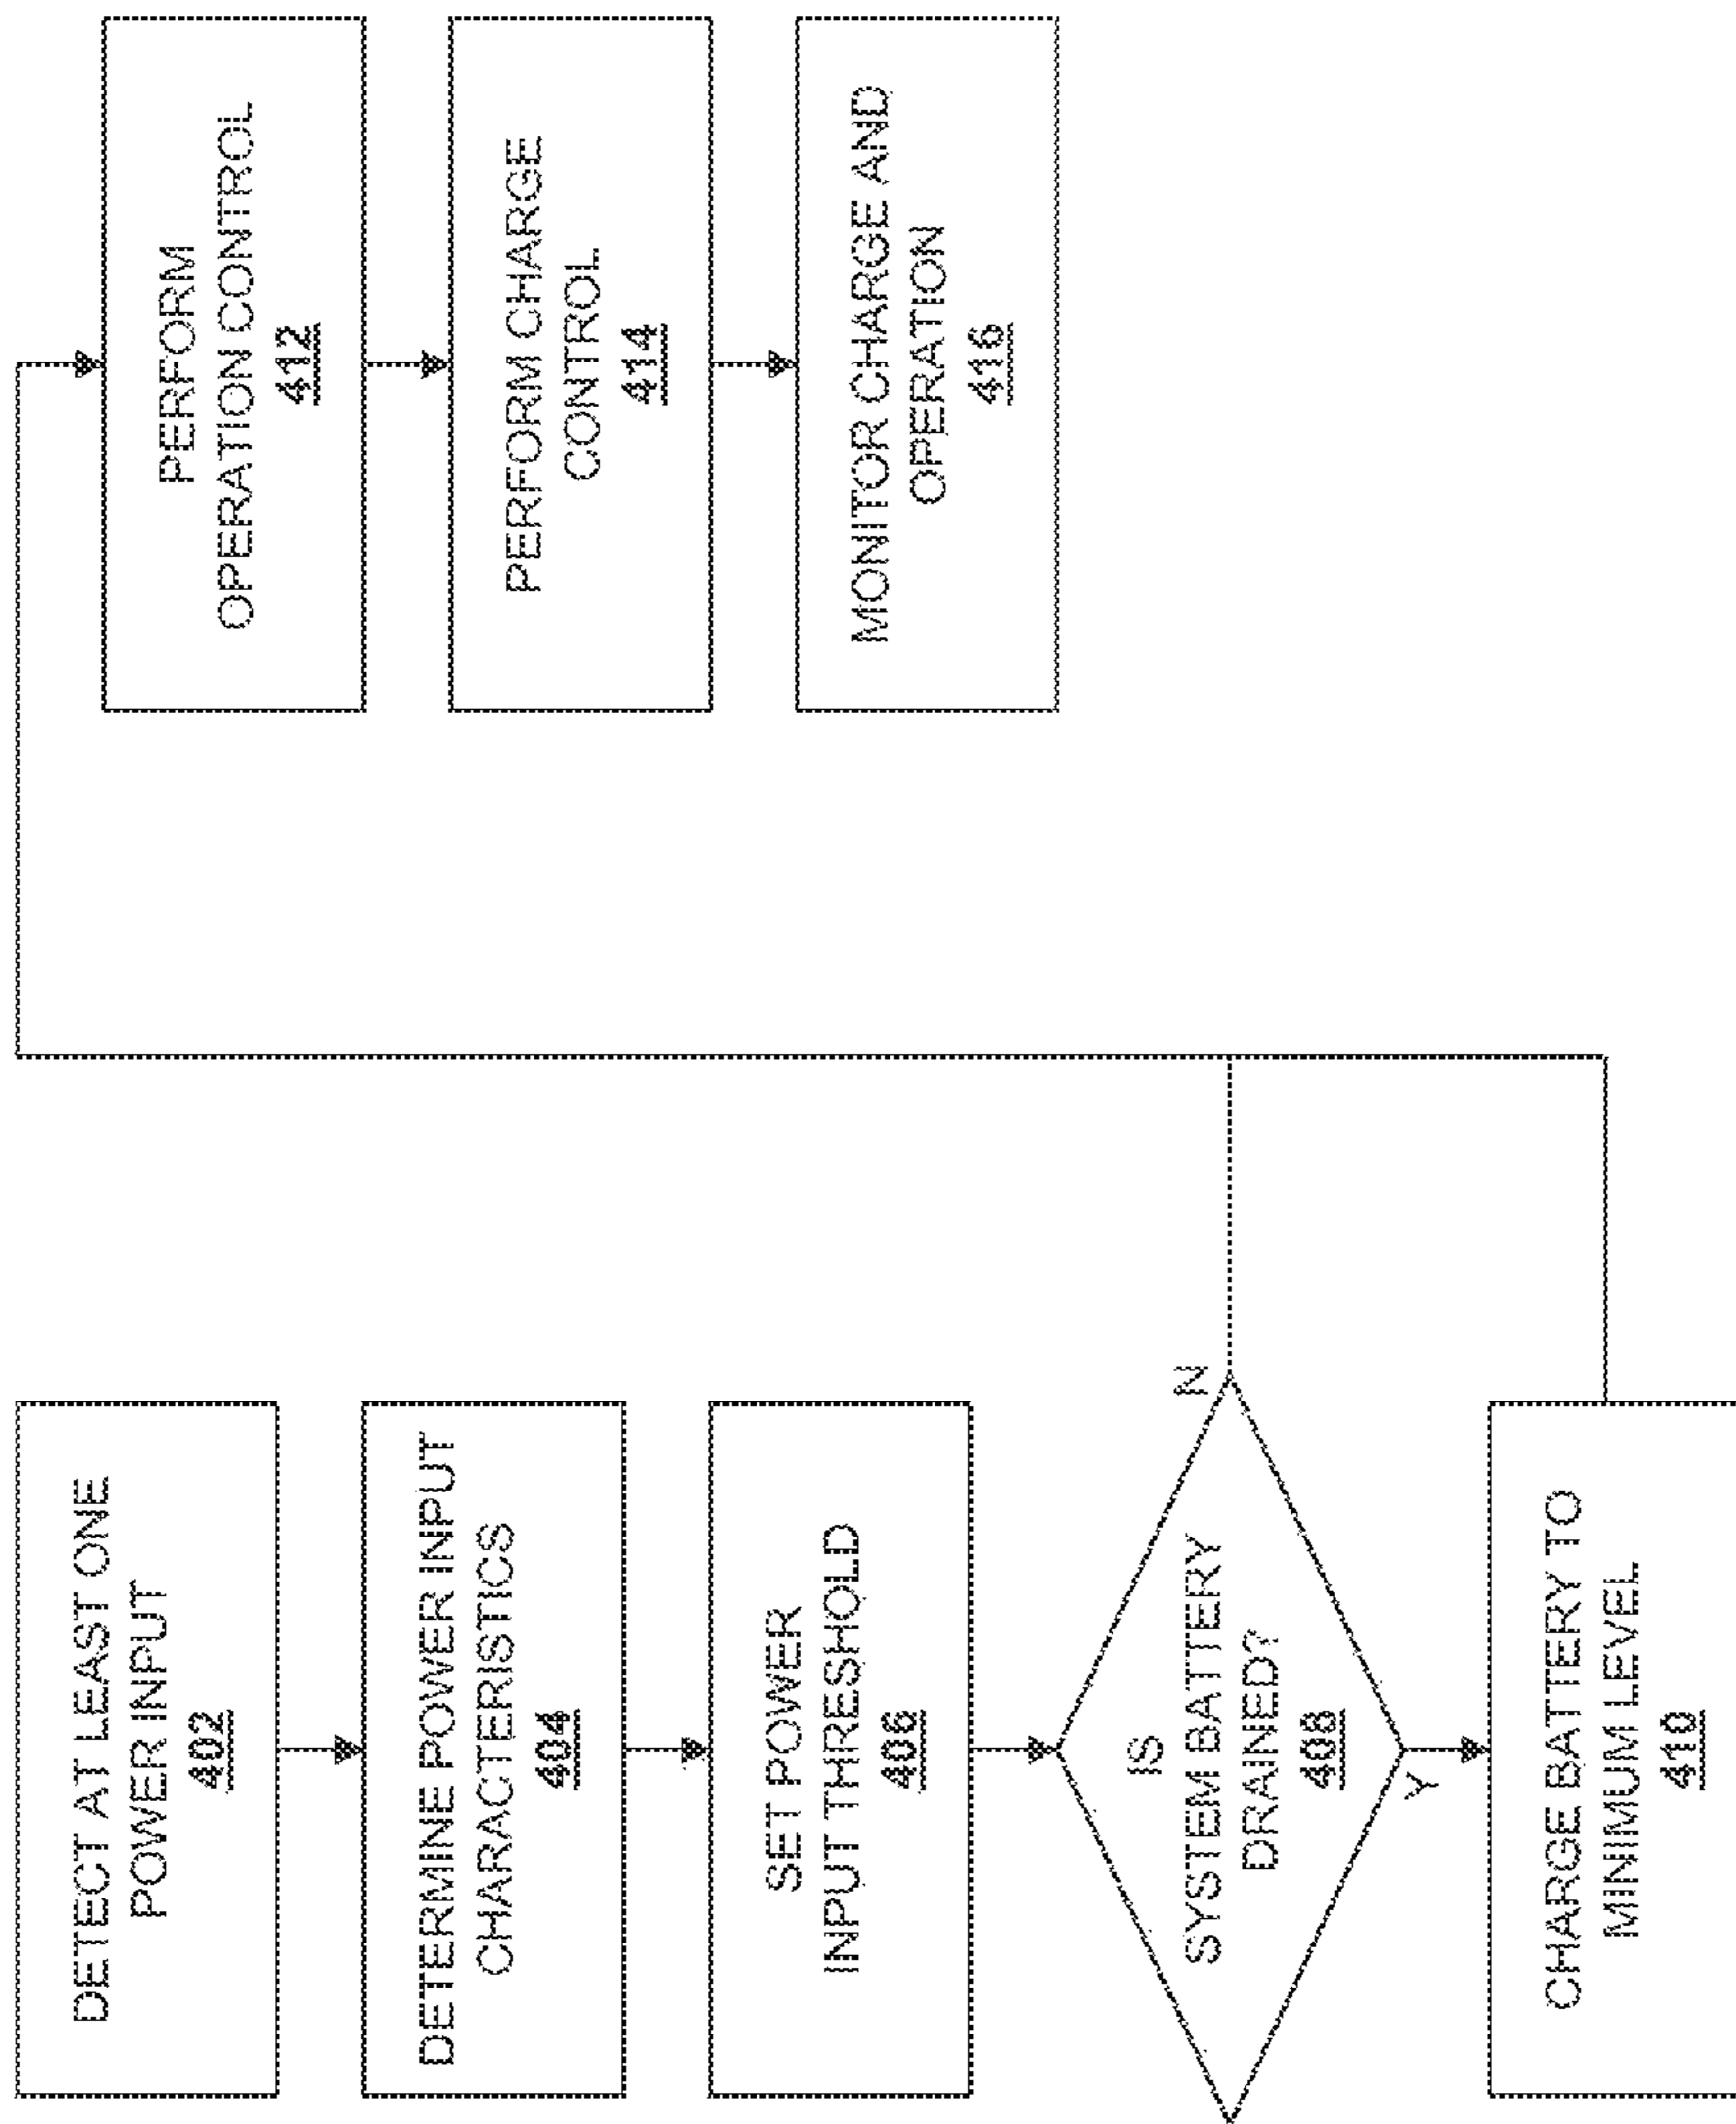 DETECT AT LEAST ONE
POWER INPUT
402
DETERMINE POWER INPUT
CHARACTERISTICS
404
SET POWER
INPUT THRESHOLD
406
IS
SYSTEM BATTERY
DRAINED?
408
N
Y
CHARGE BATTERY TO
MINIMUM LEVEL
410
PERFORM
OPERATION CONTROL
412
PERFORM CHARGE
CONTROL
414
MONITOR CHARGE AND
OPERATION
416